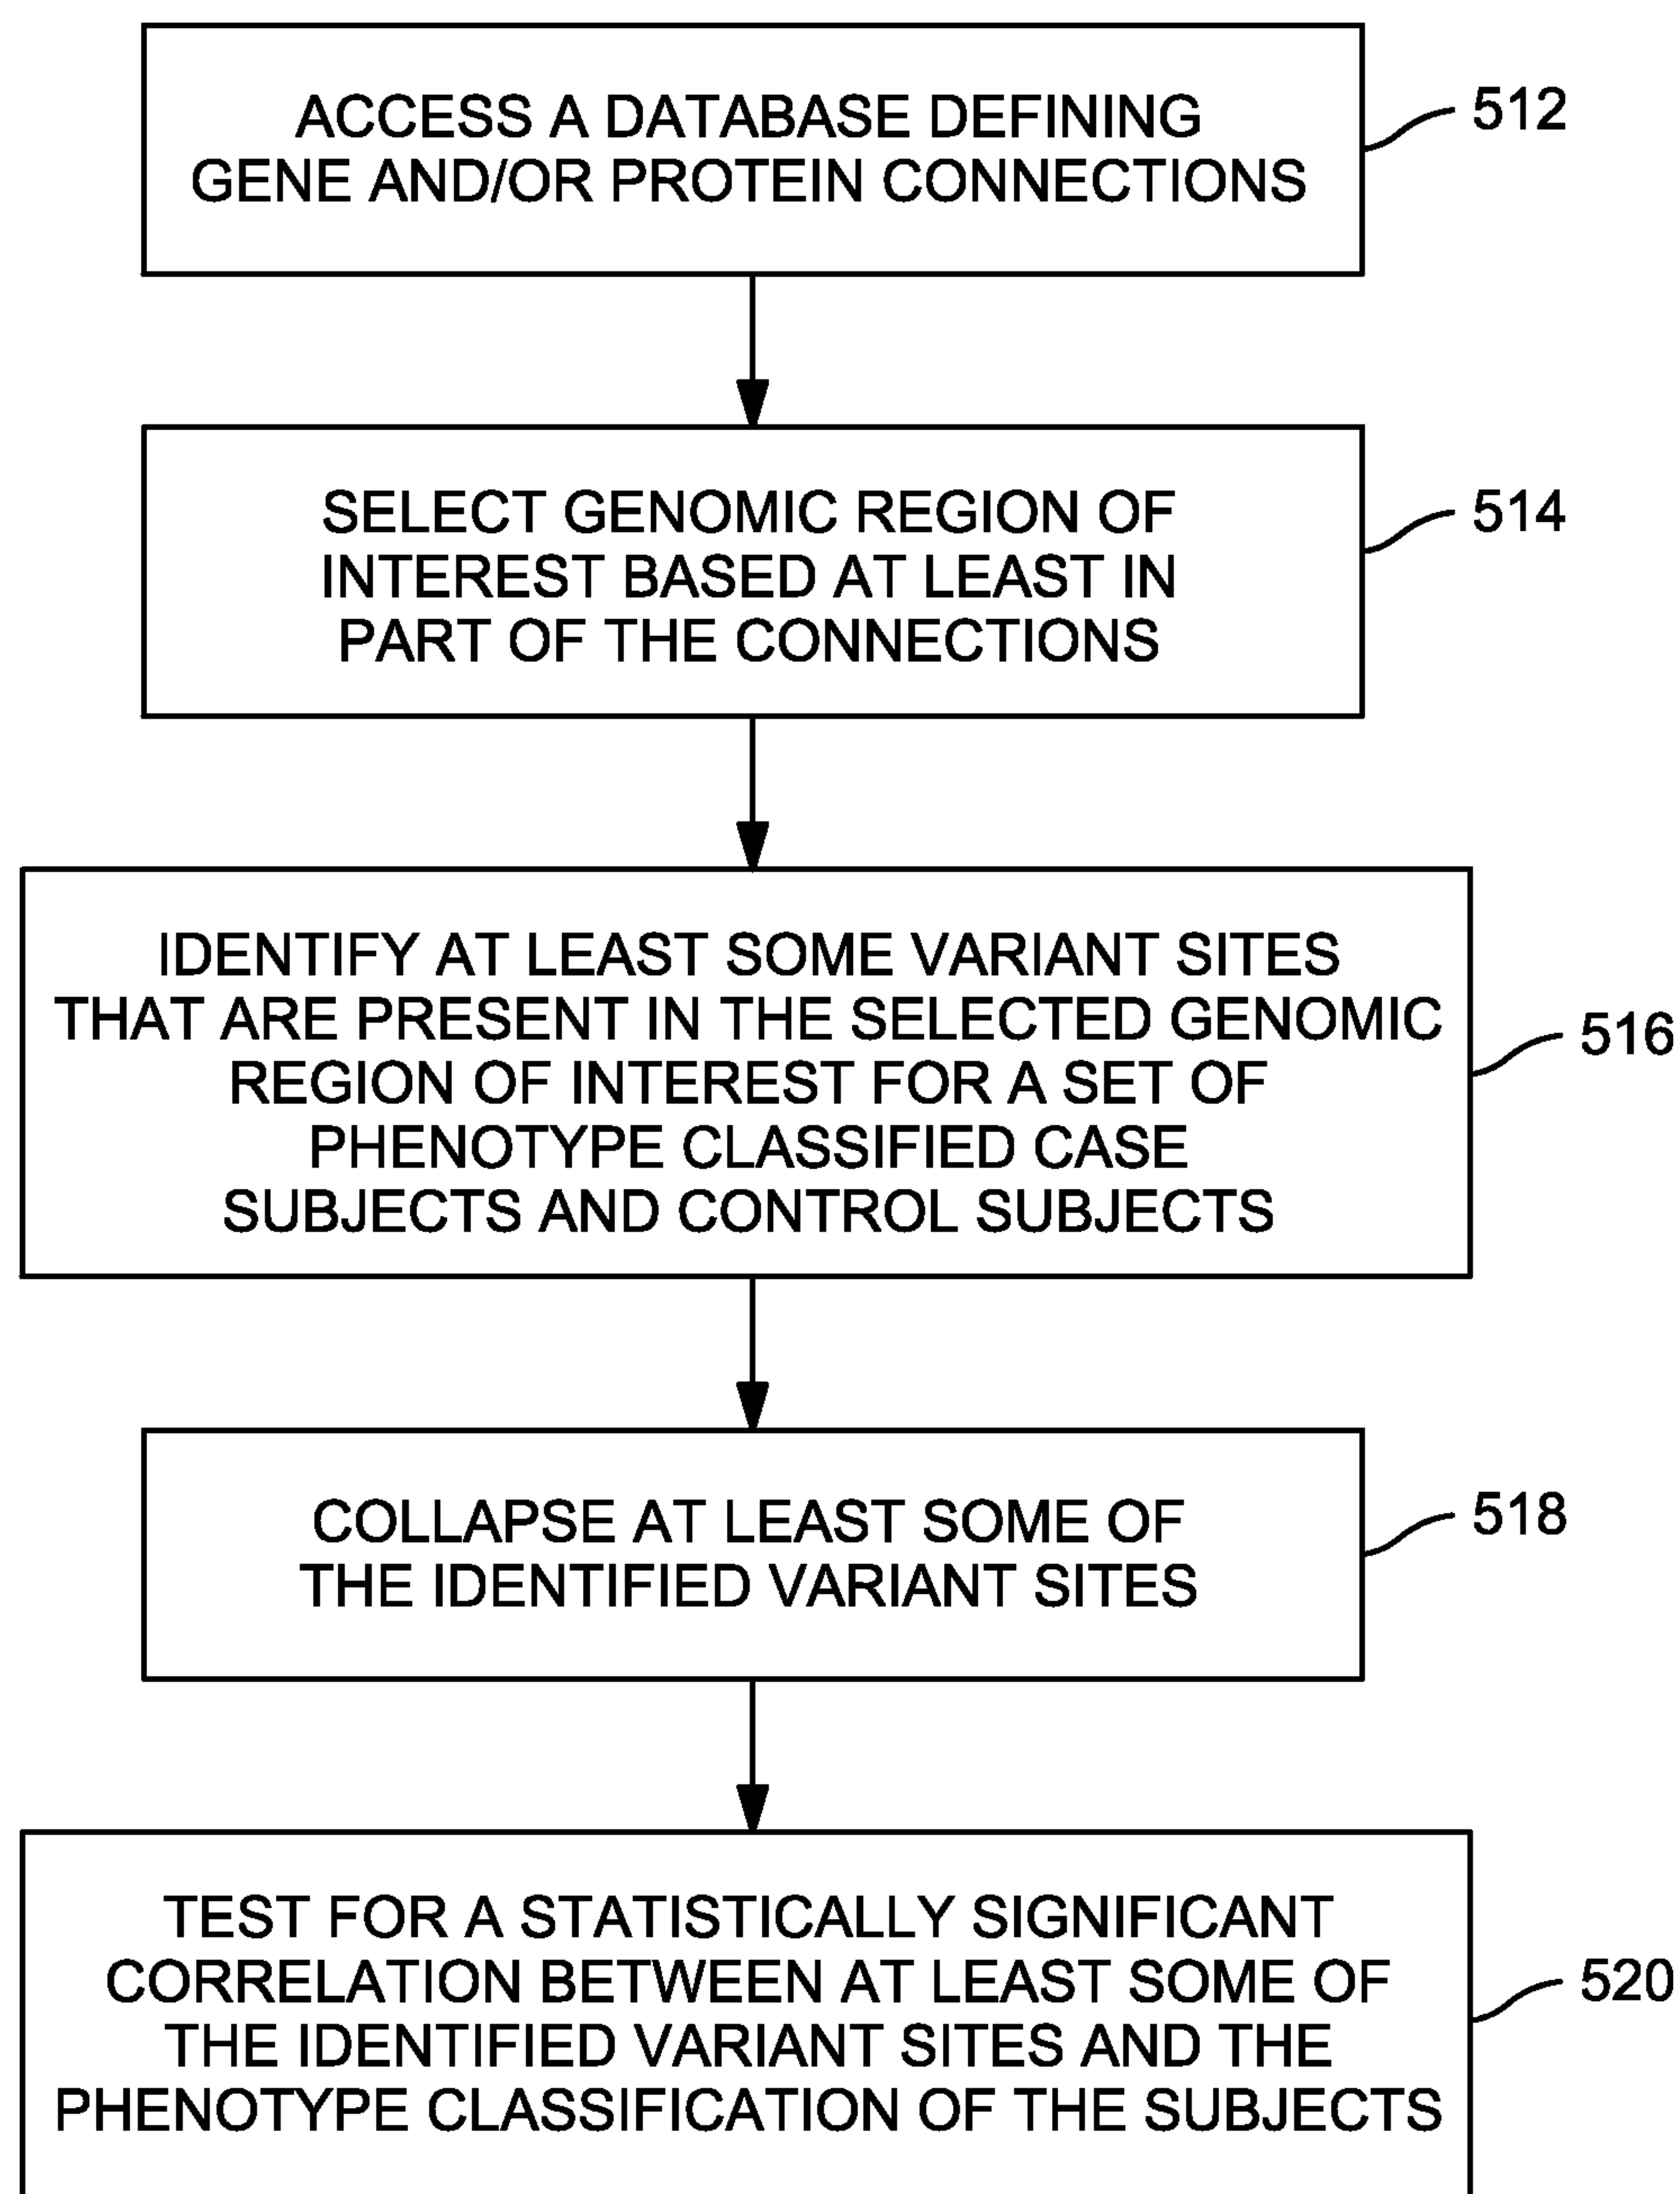 ACCESS A DATABASE DEFINING
GENE AND/OR PROTEIN CONNECTIONS
512
SELECT GENOMIC REGION OF
INTEREST BASED AT LEAST IN
PART OF THE CONNECTIONS
514
IDENTIFY AT LEAST SOME VARIANT SITES
THAT ARE PRESENT IN THE SELECTED GENOMIC
REGION OF INTEREST FOR A SET OF
PHENOTYPE CLASSIFIED CASE
SUBJECTS AND CONTROL SUBJECTS
516
COLLAPSE AT LEAST SOME OF
THE IDENTIFIED VARIANT SITES
518
TEST FOR A STATISTICALLY SIGNIFICANT
CORRELATION BETWEEN AT LEAST SOME OF
THE IDENTIFIED VARIANT SITES AND THE
PHENOTYPE CLASSIFICATION OF THE SUBJECTS
520